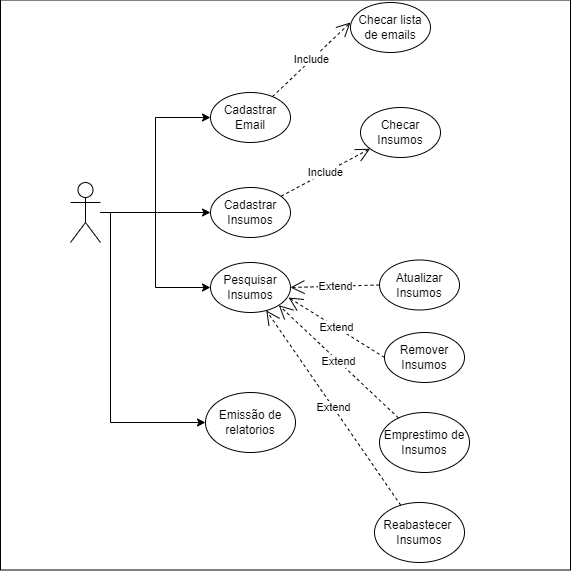 Checar lista
de emails
Include
Cadastrar
Email
Checar
Insumos
Include
Cadastrar
Insumos
Pesquisar
Insumos
Extend
Atualizar
Insumos
Extend
Remover
Insumos
Extend
Extend
Emissão de
relatorios
Emprestimo de
Insumos
Reabastecer
Insumos